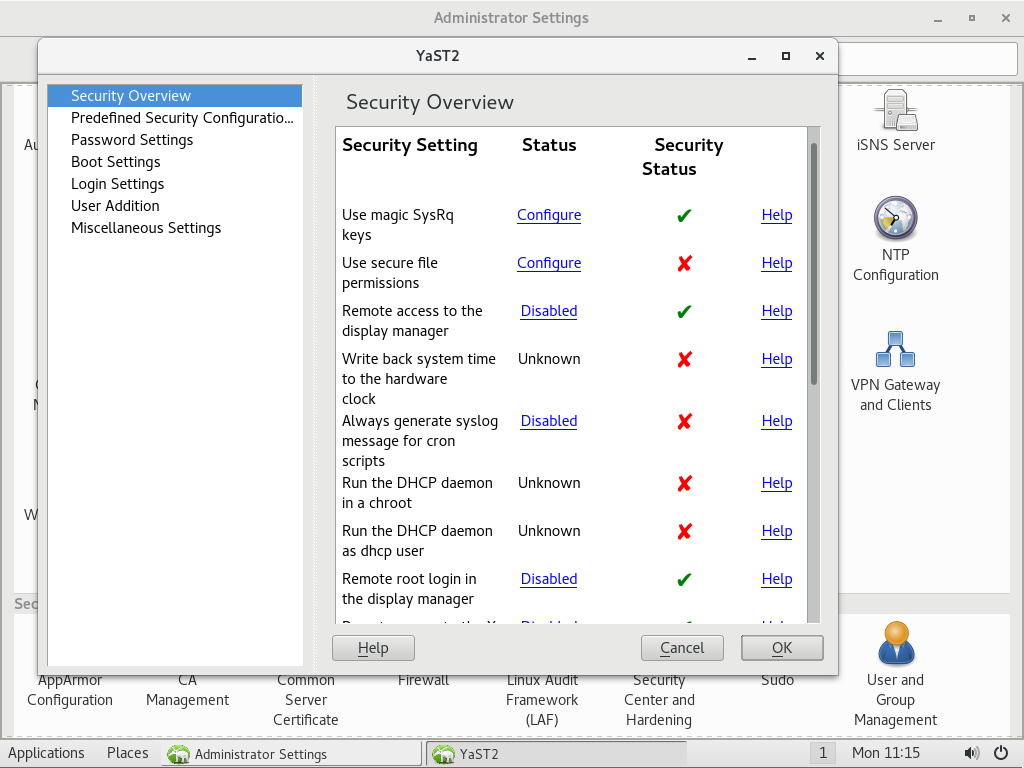 Administrator Settings
YaST2
Security Overview
Predefined Security Configuratio...
Password Settings
Boot Settings
Login Settings
User Addition
Miscellaneous Settings
Security Overview
Security Setting Status Security
Status
Use magic SysRq Configure Help
keys
Use secure file Configure Help
permissions
Remote access to the Disabled Help
display manager
Write back system time Unknown Help
to the hardware
clock
Always generate syslog Disabled Help
message for cron
scripts
Run the DHCP daemon Unknown Help
in a chroot
Run the DHCP daemon Unknown Help
as dhcp user
Remote root login in Disabled Help
the display manager
Help Cancel OK
iSNS Server
NTP
Configuration
VPN Gateway
and Clients
AppArmor
Configuration
CA
Management
Common
Server
Certificate
Firewall
Linux Audit
Framework
(LAF)
Security
Center and
Hardening
Sudo
User and
Group
Management
Applications Places Administrator Settings YaST2 1 Mon 11:15